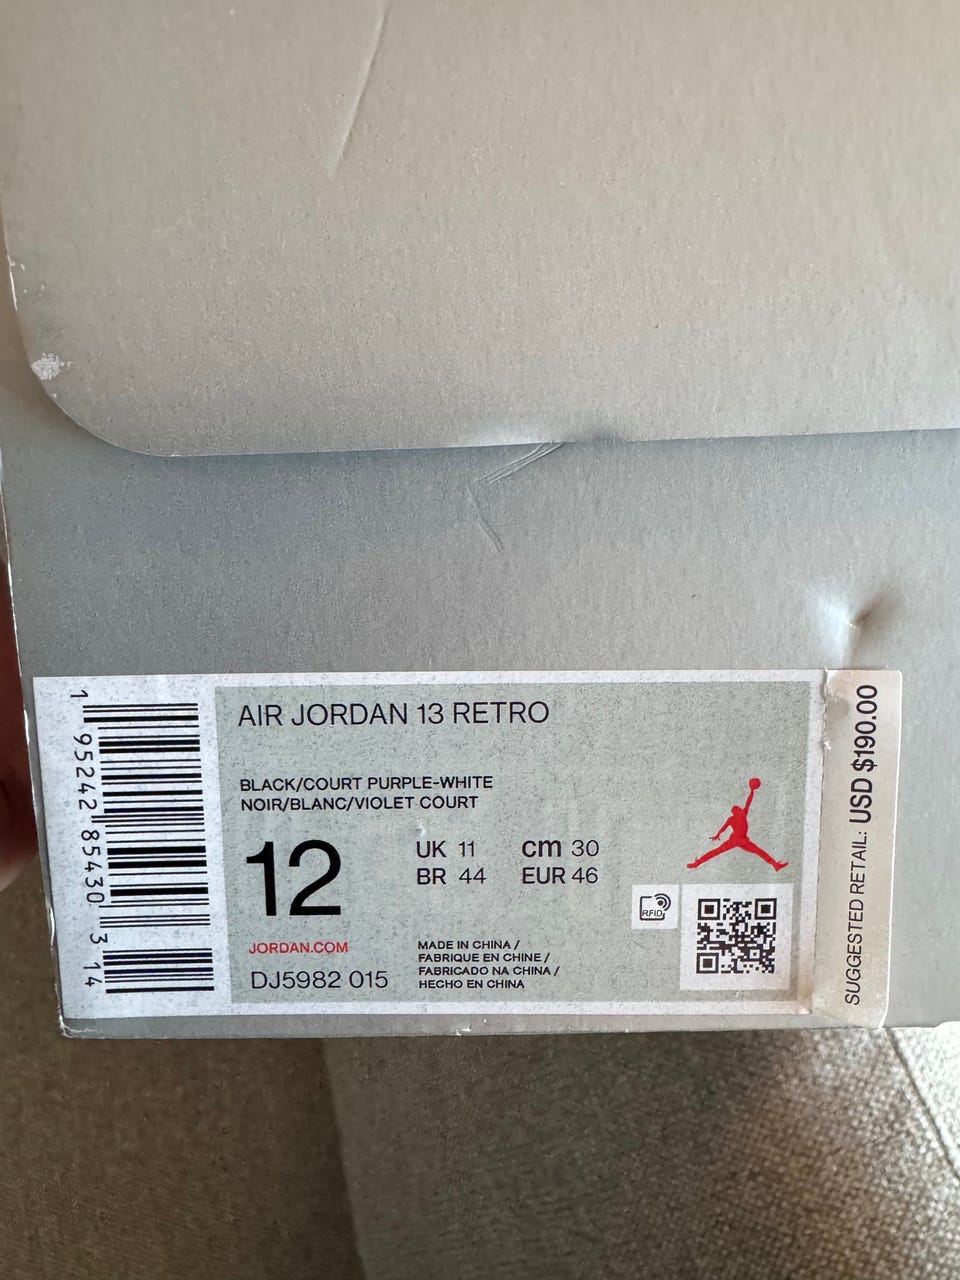 AIR JORDAN 13 RETRO
BLACK/COURT PURPLE-WHITE
NOIR/BLANC/VIOLET COURT
12
UK 11 cm 30
BR 44 EUR 46
RFID
JORDAN.COM
DJ5982 015
MADE IN CHINA /
FABRIQUE EN CHINE /
FABRICADO NA CHINA /
HECHO EN CHINA
1 95242 85430 3 14
SUGGESTED RETAIL: USD $190.00